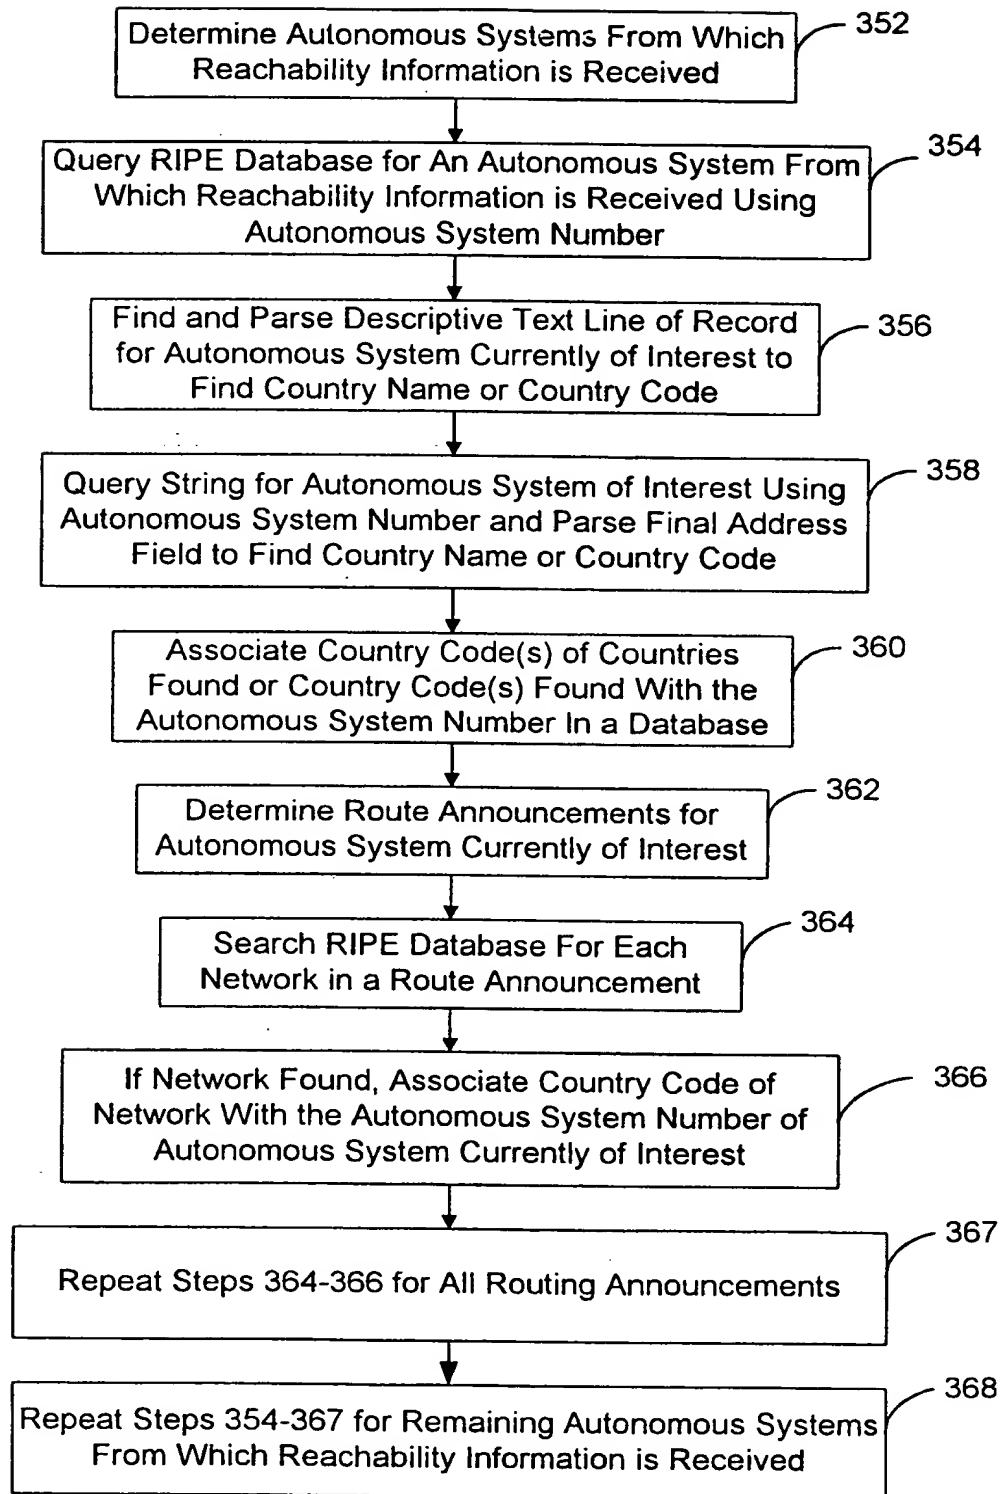 Determine Autonomous Systems From Which
Reachability Information is Received
352
Query RIPE Database for An Autonomous System From
Which Reachability Information is Received Using
Autonomous System Number
354
Find and Parse Descriptive Text Line of Record
for Autonomous System Currently of Interest to
Find Country Name or Country Code
356
Query String for Autonomous System of Interest Using
Autonomous System Number and Parse Final Address
Field to Find Country Name or Country Code
358
Associate Country Code(s) of Countries
Found or Country Code(s) Found With the
Autonomous System Number In a Database
360
Determine Route Announcements for
Autonomous System Currently of Interest
362
Search RIPE Database For Each
Network in a Route Announcement
364
If Network Found, Associate Country Code of
Network With the Autonomous System Number of
Autonomous System Currently of Interest
366
Repeat Steps 364-366 for All Routing Announcements
367
Repeat Steps 354-367 for Remaining Autonomous Systems
From Which Reachability Information is Received
368